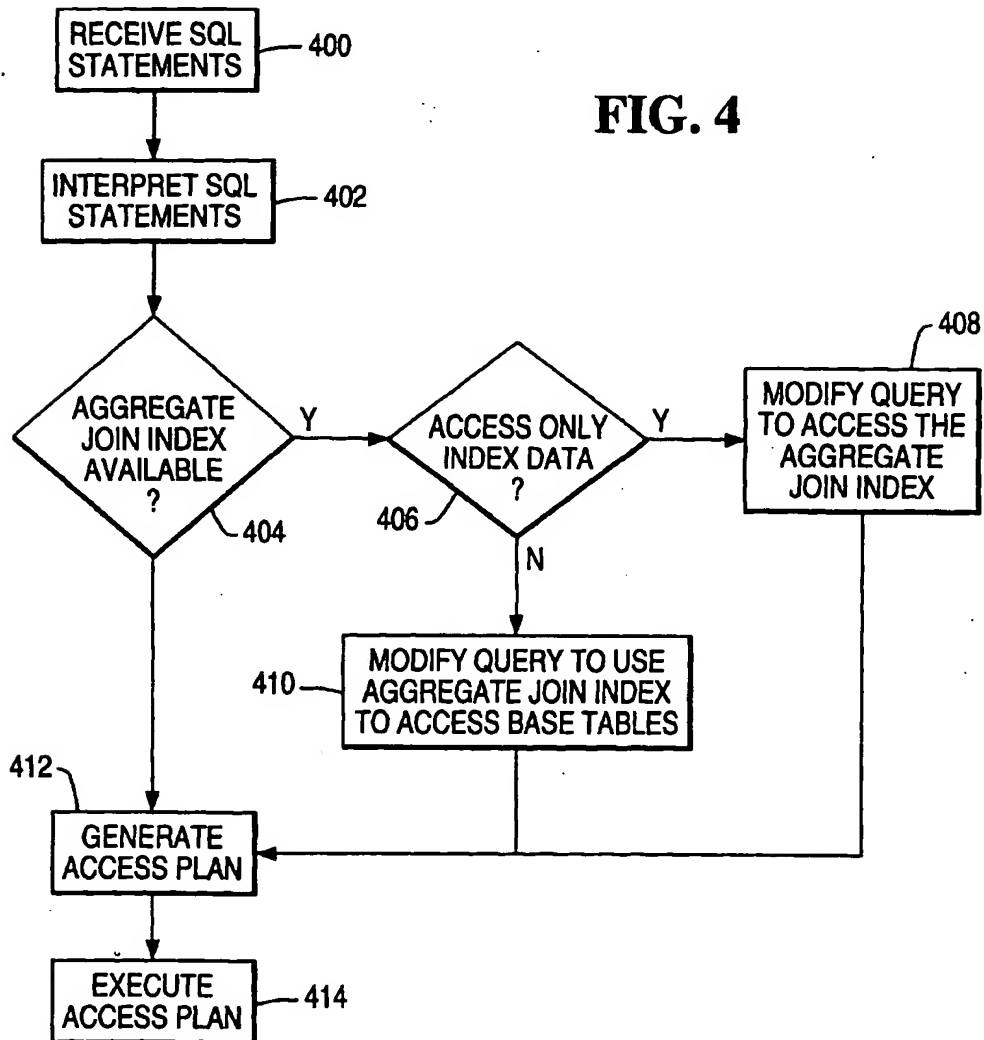 RECEIVE SQL
STATEMENTS
400
FIG. 4
INTERPRET SQL
STATEMENTS
402
AGGREGATE
JOIN INDEX
AVAILABLE
?
404
Y
ACCESS ONLY
INDEX DATA
?
406
Y
408
MODIFY QUERY
TO ACCESS THE
AGGREGATE
JOIN INDEX
N
410
MODIFY QUERY TO USE
AGGREGATE JOIN INDEX
TO ACCESS BASE TABLES
412
GENERATE
ACCESS PLAN
EXECUTE
ACCESS PLAN
414